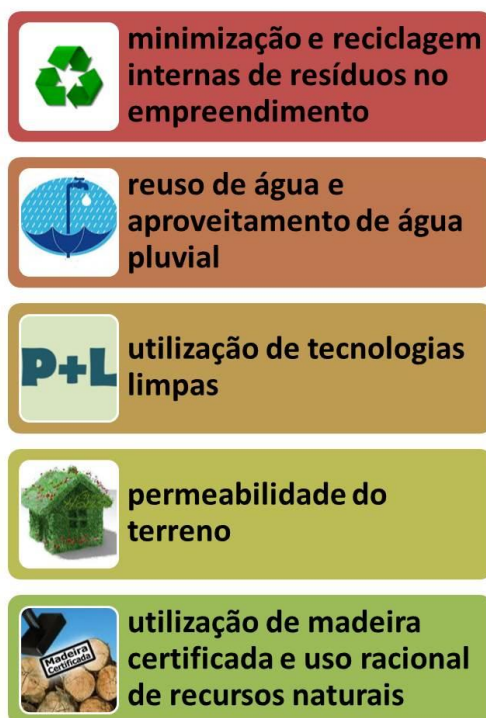 minimização e reciclagem
internas de resíduos no
empreendimento
reuso de água e
aproveitamento de água
pluvial
P+L
utilização de tecnologias
limpas
permeabilidade do
terreno
Madeira
Certificada
utilização de madeira
certificada e uso racional
de recursos naturais